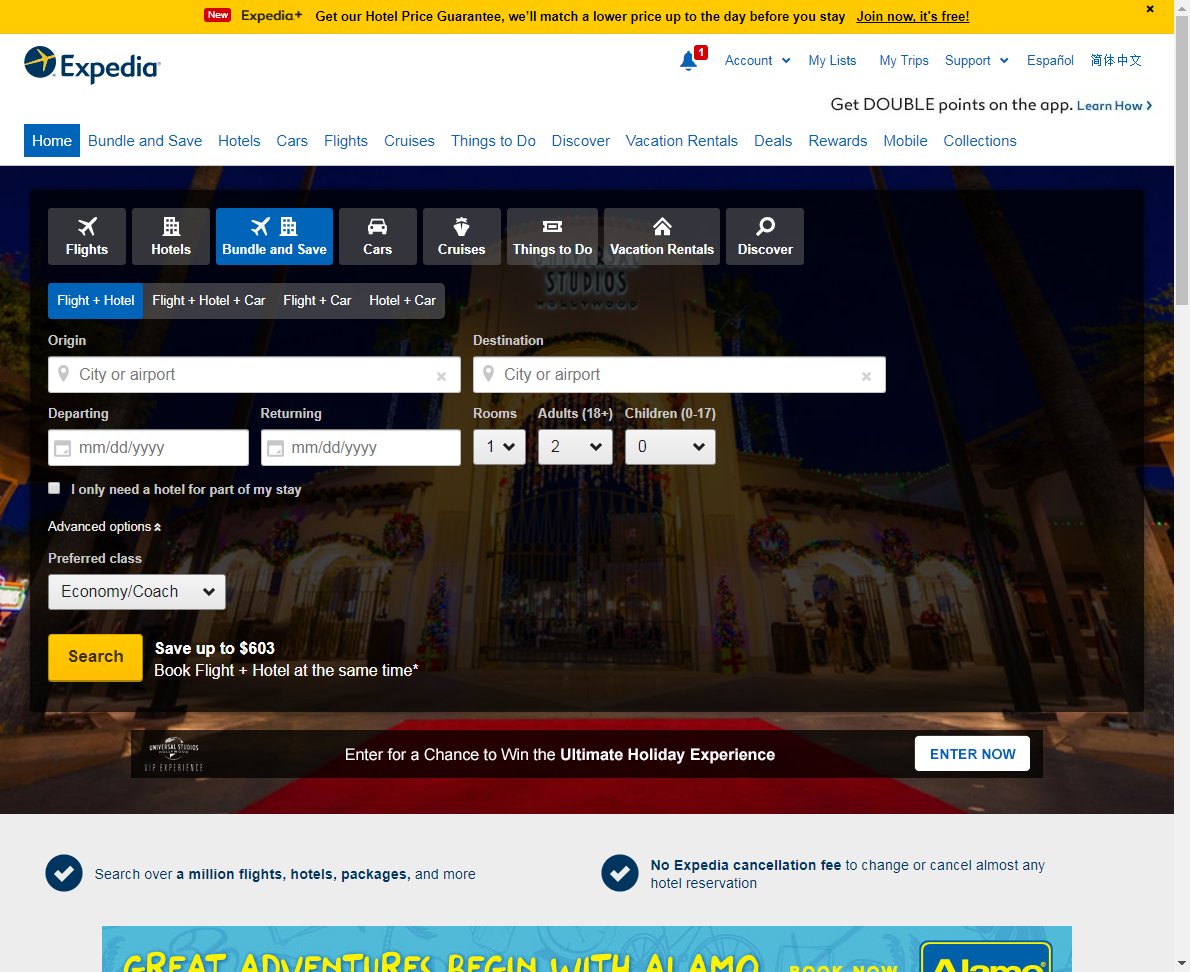 New Expedia+ Get our Hotel Price Guarantee, we'll match a lower price up to the day before you stay Join now, it's free!
Expedia
1 Account My Lists My Trips Support Español 简体中文
Get DOUBLE points on the app. Learn How
Home Bundle and Save Hotels Cars Flights Cruises Things to Do Discover Vacation Rentals Deals Rewards Mobile Collections
Flights Hotels Bundle and Save Cars Cruises Things to Do Vacation Rentals Discover
UNIVERSAL
STUDIOS
HOLLYWOOD
Flight + Hotel Flight + Hotel + Car Flight + Car Hotel + Car
Origin Destination
City or airport City or airport
Departing Returning Rooms Adults (18+) Children (0-17)
mm/dd/yyyy mm/dd/yyyy 1 2 0
I only need a hotel for part of my stay
Advanced options
Preferred class
Economy/Coach
Search Save up to $603
Book Flight + Hotel at the same time*
UNIVERSAL STUDIOS
HOLLYWOOD
VIP EXPERIENCE
Enter for a Chance to Win the Ultimate Holiday Experience ENTER NOW
Search over a million flights, hotels, packages, and more
No Expedia cancellation fee to change or cancel almost any
hotel reservation
GREAT ADVENTURES BEGIN WITH ALAMO BOOK NOW Alamo